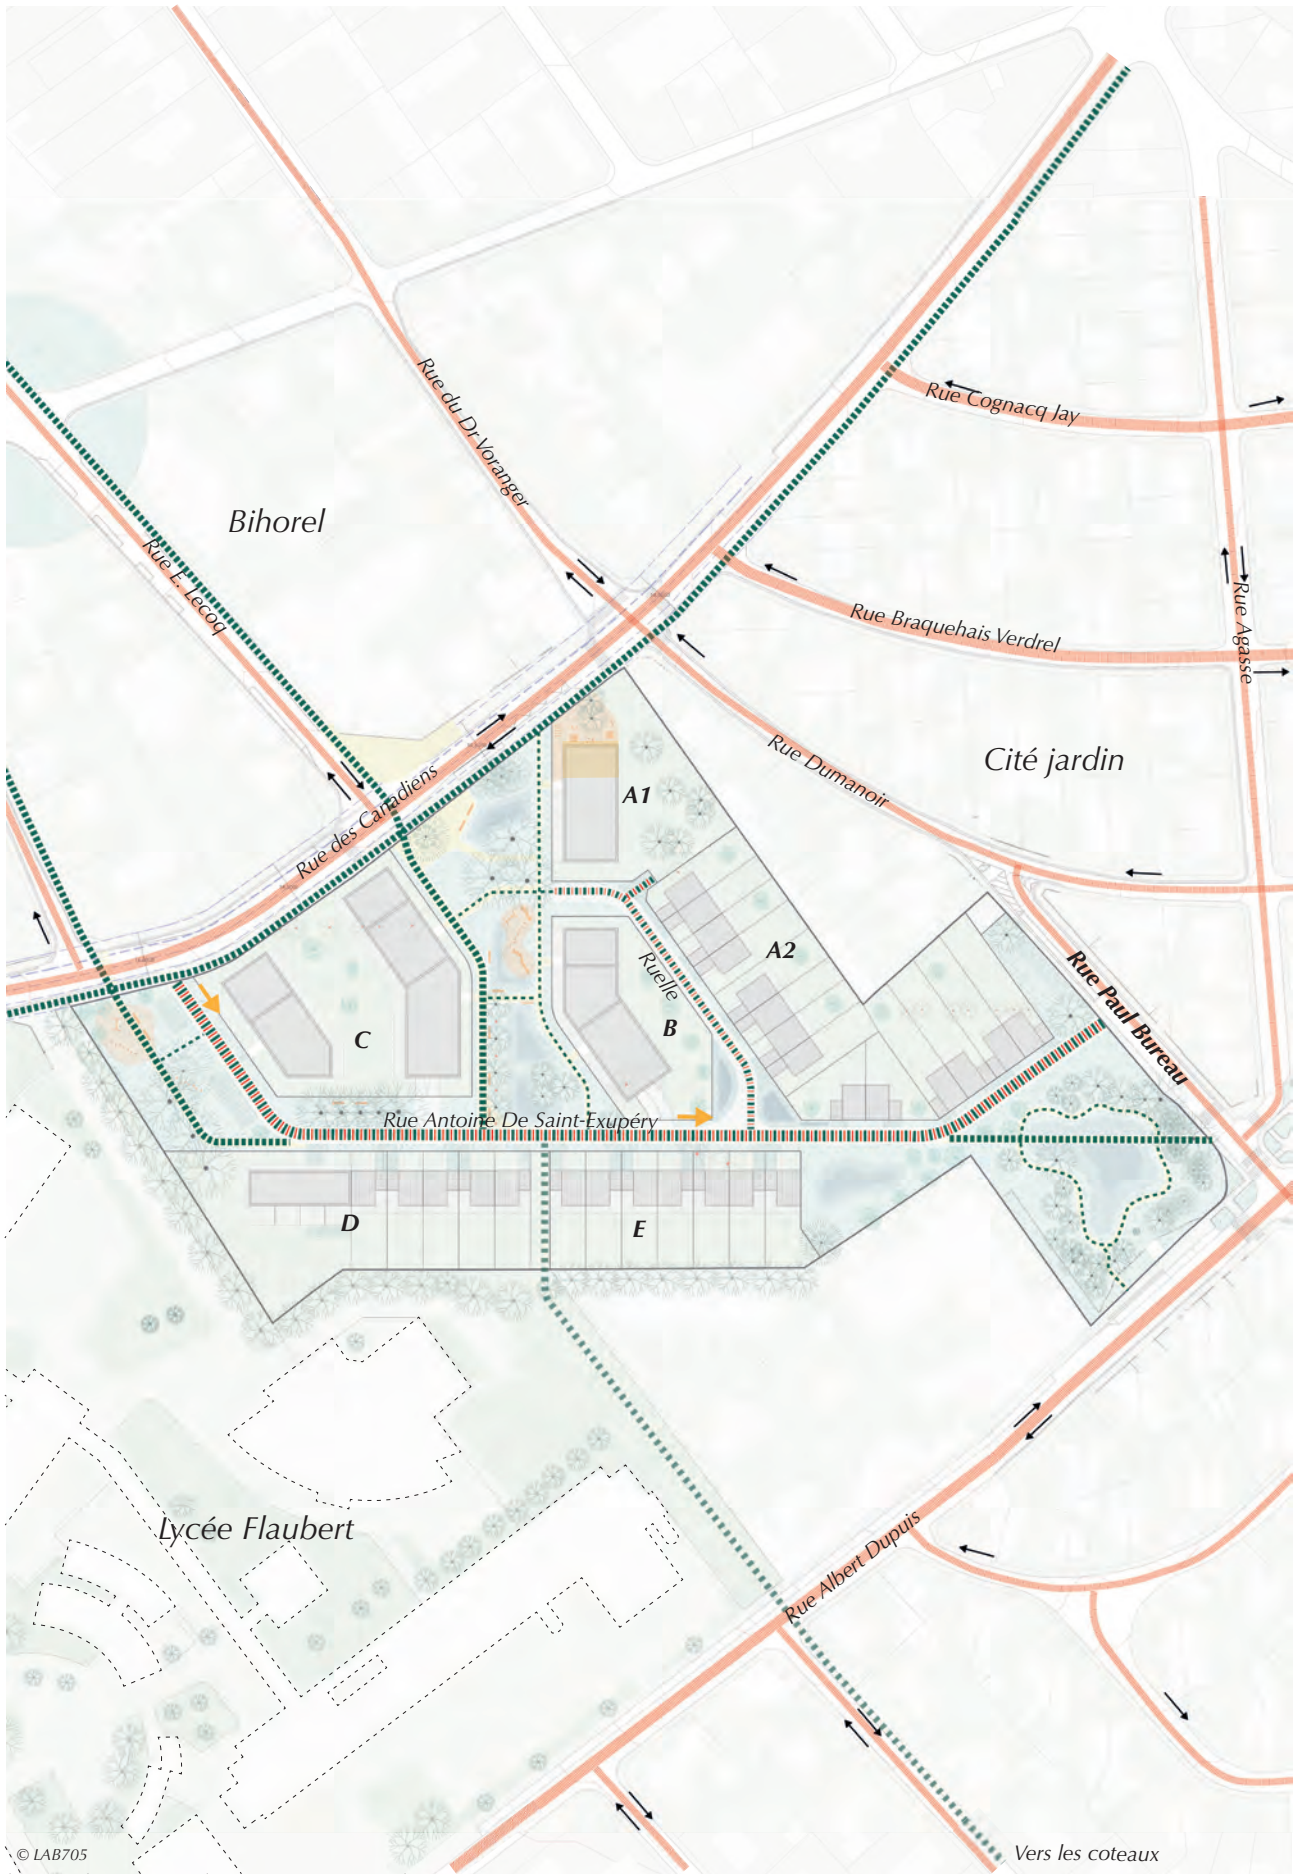 Rue du Dr Voranger
Rue Cognacq Jay
Bihorel
Rue E. Lecoq
Rue Agasse
Rue Braquehais Verdrel
Cité jardin
Rue Dumanoir
Rue des Canadiens
A1
A2
Ruelle
Rue Paul Bureau
B
C
Rue Antoine De Saint-Exupéry
D
E
Lycée Flaubert
Rue Albert Dupuis
© LAB705
Vers les coteaux